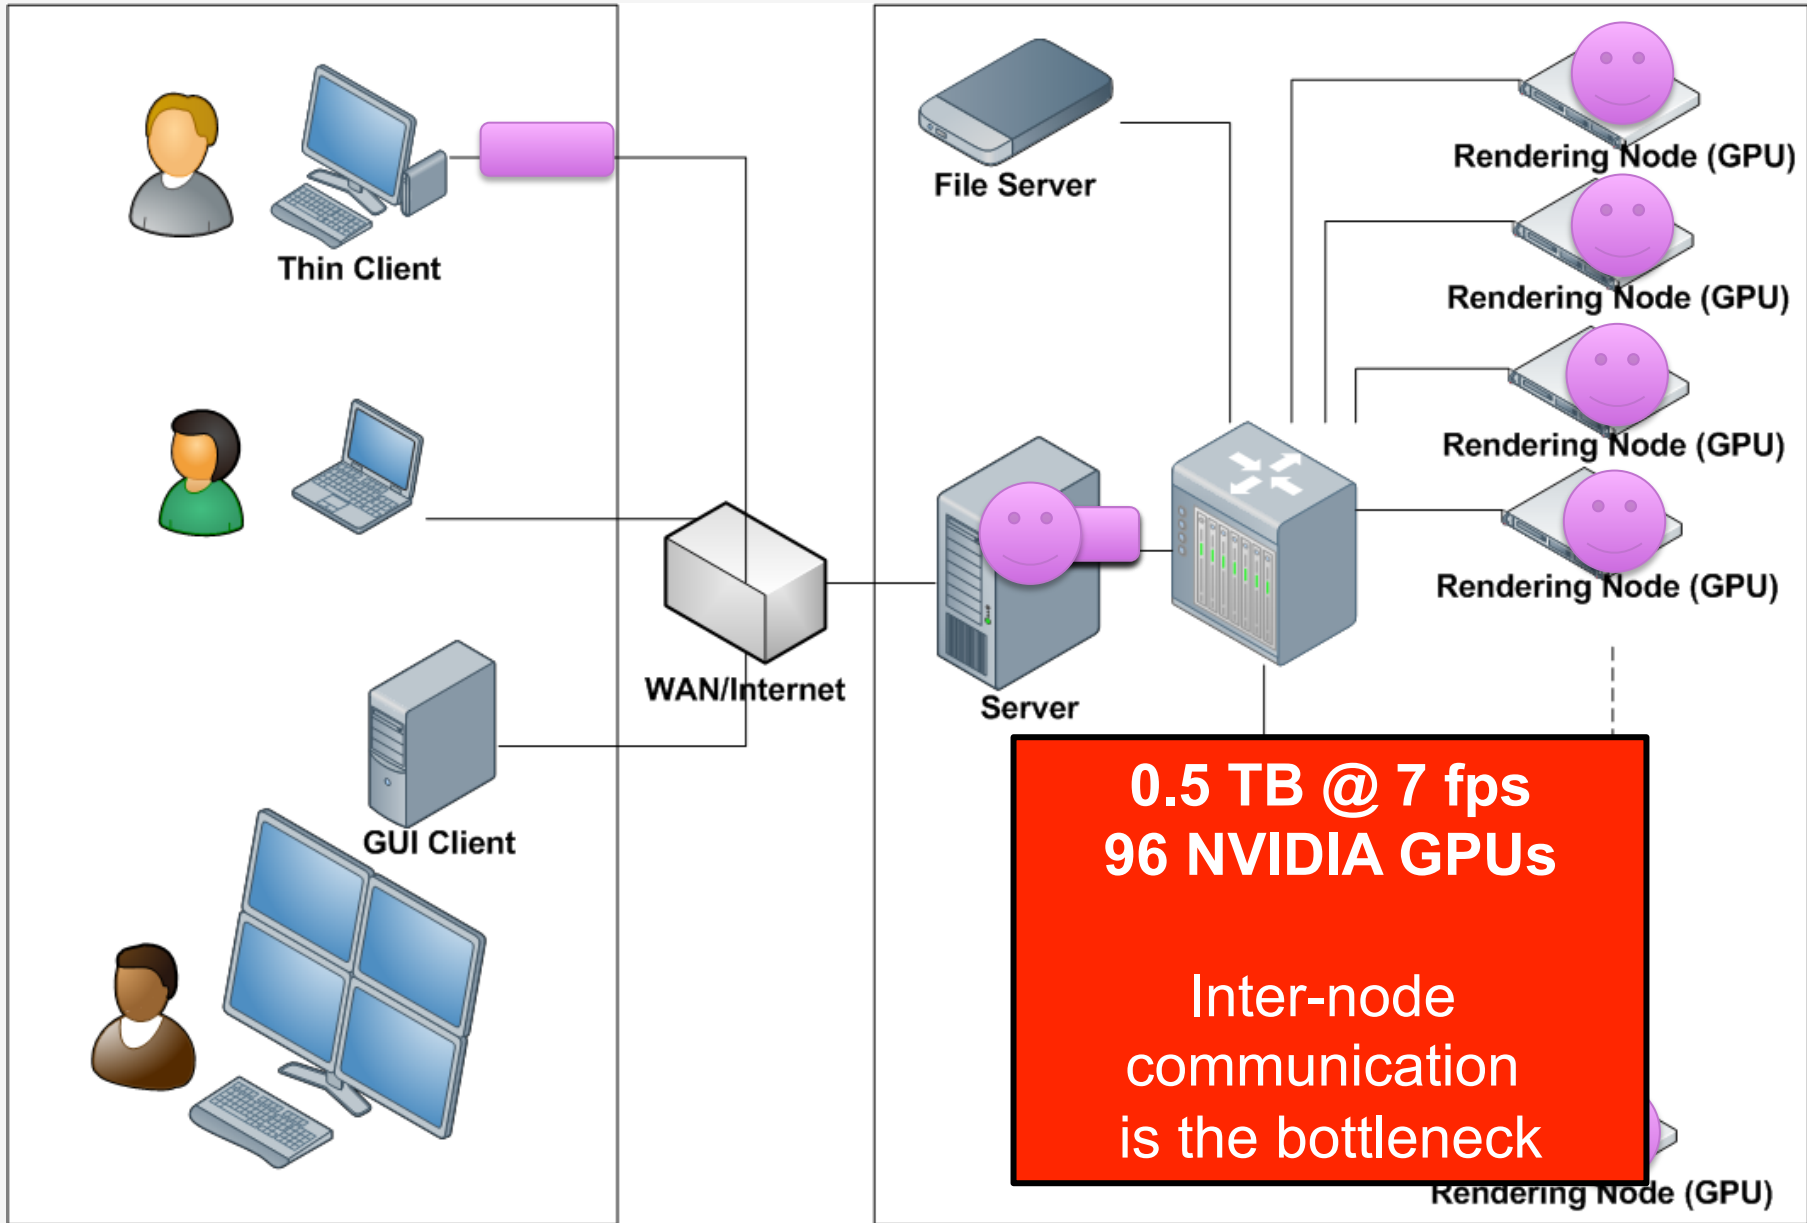 Thin Client
File Server
Rendering Node (GPU)
Rendering Node (GPU)
Rendering Node (GPU)
Rendering Node (GPU)
WAN/Internet
Server
GUI Client
0.5 TB @ 7 fps
96 NVIDIA GPUs
Inter-node
communication
is the bottleneck
Rendering Node (GPU)